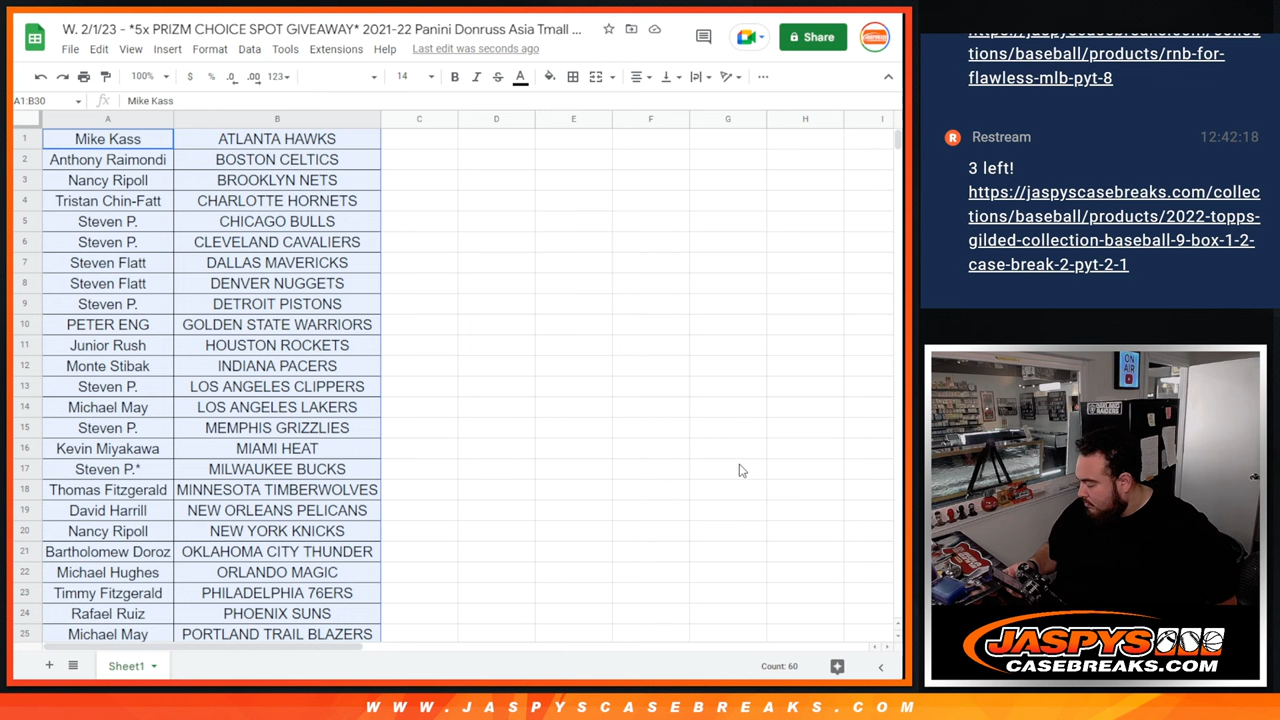 W. 2/1/23 - *5x PRIZM CHOICE SPOT GIVEAWAY* 2021-22 Panini Donruss Asia Tmall ...
File Edit View Insert Format Data Tools Extensions Help Last edit was seconds ago
Share
100% $ % .0 .00 123 14 B I S A
A1:B30 fx Mike Kass
A B C D E F G H I
1 Mike Kass ATLANTA HAWKS
2 Anthony Raimondi BOSTON CELTICS
3 Nancy Ripoll BROOKLYN NETS
4 Tristan Chin-Fatt CHARLOTTE HORNETS
5 Steven P. CHICAGO BULLS
6 Steven P. CLEVELAND CAVALIERS
7 Steven Flatt DALLAS MAVERICKS
8 Steven Flatt DENVER NUGGETS
9 Steven P. DETROIT PISTONS
10 PETER ENG GOLDEN STATE WARRIORS
11 Junior Rush HOUSTON ROCKETS
12 Monte Stibak INDIANA PACERS
13 Steven P. LOS ANGELES CLIPPERS
14 Michael May LOS ANGELES LAKERS
15 Steven P. MEMPHIS GRIZZLIES
16 Kevin Miyakawa MIAMI HEAT
17 Steven P.* MILWAUKEE BUCKS
18 Thomas Fitzgerald MINNESOTA TIMBERWOLVES
19 David Harrill NEW ORLEANS PELICANS
20 Nancy Ripoll NEW YORK KNICKS
21 Bartholomew Doroz OKLAHOMA CITY THUNDER
22 Michael Hughes ORLANDO MAGIC
23 Timmy Fitzgerald PHILADELPHIA 76ERS
24 Rafael Ruiz PHOENIX SUNS
25 Michael May PORTLAND TRAIL BLAZERS
Sheet1
Count: 60
https://jaspyscasebreaks.com/collec
tions/baseball/products/rnb-for-
flawless-mlb-pyt-8
R Restream 12:42:18
3 left!
https://jaspyscasebreaks.com/collec
tions/baseball/products/2022-topps-
gilded-collection-baseball-9-box-1-2-
case-break-2-pyt-2-1
ON
AIR
JASPYS
CASEBREAKS.COM
WWW.JASPYSCASEBREAKS.COM